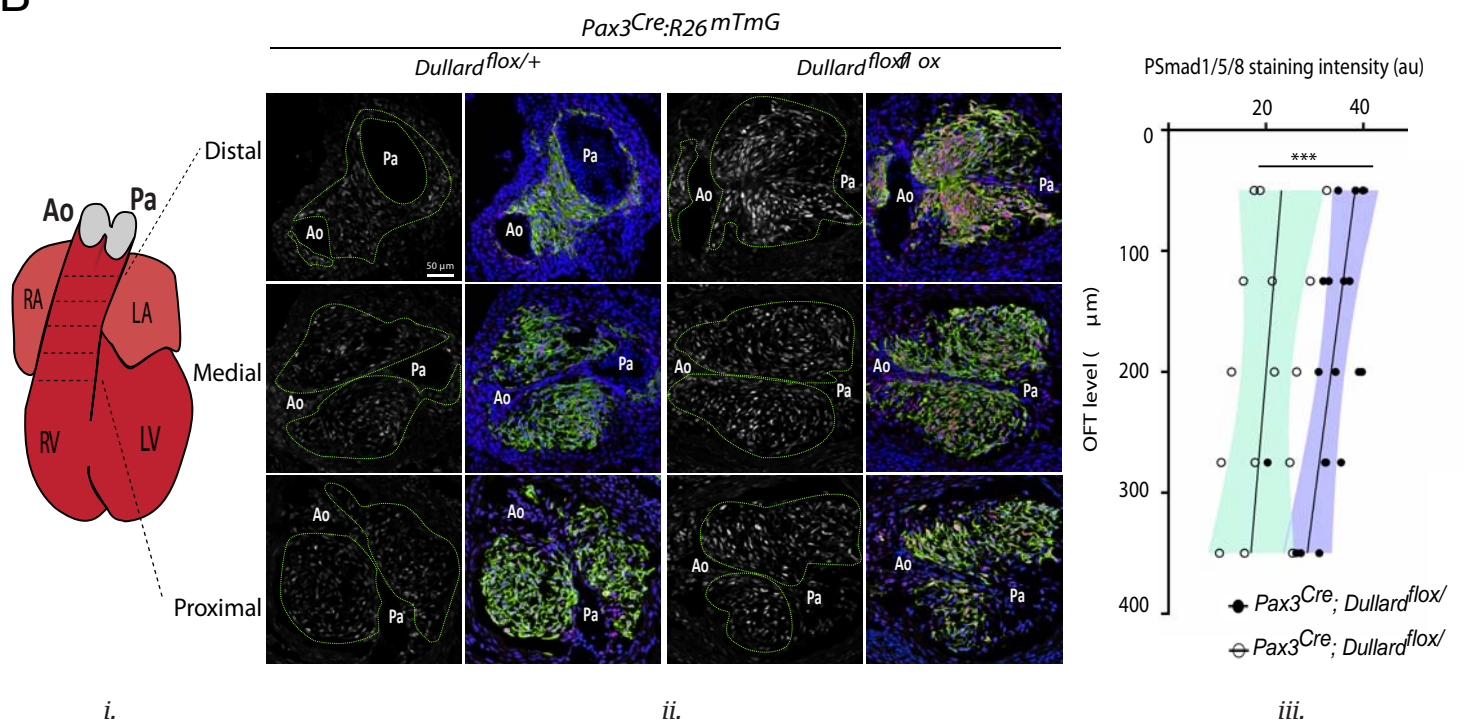 B
Pax3Cre:R26mTmG
Dullardflox/+
Dullardflox/fl ox
PSmad1/5/8 staining intensity (au)
20 40
0
100
200
300
400
OFT level ( µm)
***
Distal
Medial
Proximal
Ao Pa
RA LA
RV LV
Pa
Ao
50 µm
Pa
Ao
Ao
Pa
Ao
Pa
Pa
Ao
Pa
Ao
Ao
Pa
Ao
Pa
Ao
Pa
Ao
Pa
Ao
Pa
Ao
Pa
Pax3Cre; Dullardflox/
Pax3Cre; Dullardflox/
i. ii. iii.